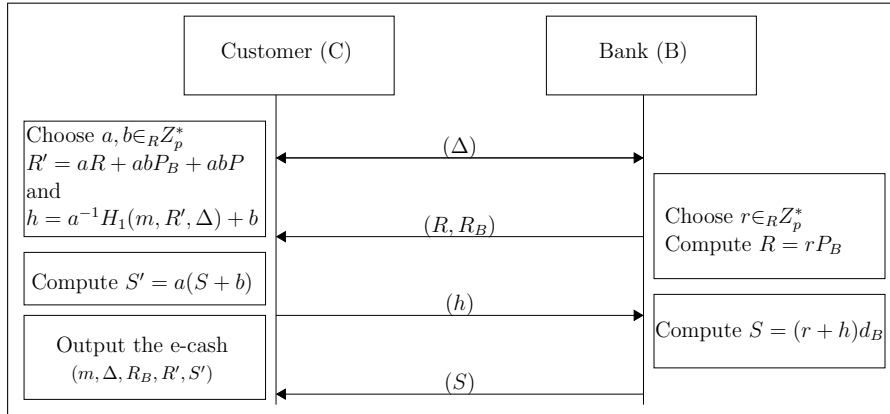 Customer (C)
Bank (B)
Choose a, b∈_R Z_p^*
R′ = aR + abP_B + abP
and
h = a^{−1}H_1(m, R′, Δ) + b
(Δ)
(R, R_B)
Choose r∈_R Z_p^*
Compute R = rP_B
Compute S′ = a(S + b)
(h)
Compute S = (r + h)d_B
Output the e-cash
(m, Δ, R_B, R′, S′)
(S)